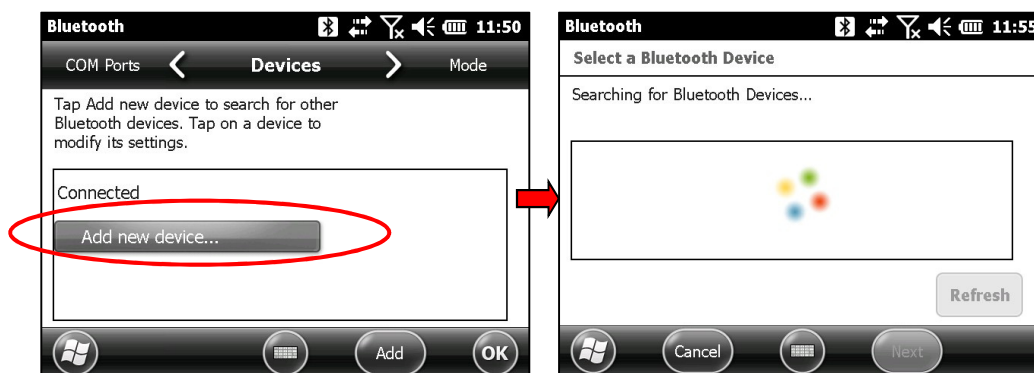 Bluetooth 11:50
COM Ports Devices Mode
Tap Add new device to search for other
Bluetooth devices. Tap on a device to
modify its settings.
Connected
Add new device...
Add OK
Bluetooth 11:55
Select a Bluetooth Device
Searching for Bluetooth Devices...
Refresh
Cancel Next